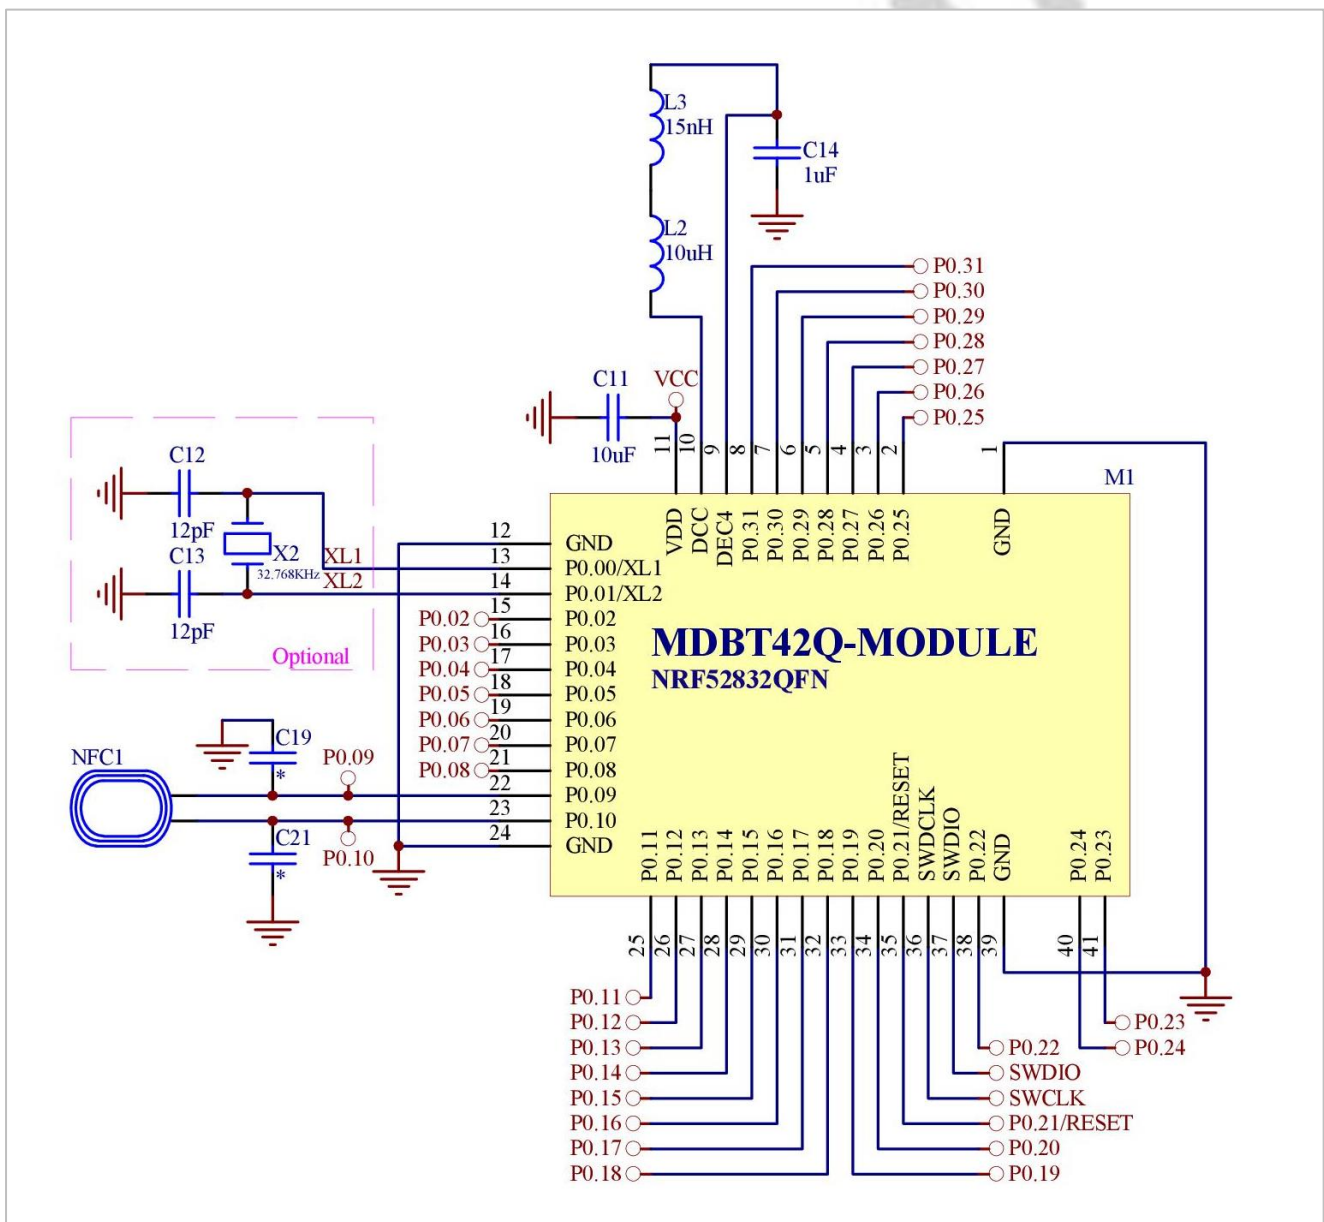 L3
15nH
C14
1uF
L2
10uH
P0.31
P0.30
P0.29
P0.28
P0.27
P0.26
P0.25
C11
VCC
10uF
11
10
9
8
7
6
5
4
3
2
1
M1
C12
12pF
X2
32.768KHz
C13
12pF
XL1
XL2
Optional
VDD
DCC
DEC4
P0.31
P0.30
P0.29
P0.28
P0.27
P0.26
P0.25
GND
12 GND
13 P0.00/XL1
14 P0.01/XL2
P0.02 15 P0.02
P0.03 16 P0.03
P0.04 17 P0.04
P0.05 18 P0.05
P0.06 19 P0.06
P0.07 20 P0.07
P0.08 21 P0.08
22 P0.09
23 P0.10
24 GND
MDBT42Q-MODULE
NRF52832QFN
NFC1
C19
*
P0.09
C21
*
P0.10
P0.11
P0.12
P0.13
P0.14
P0.15
P0.16
P0.17
P0.18
P0.19
P0.20
P0.21/RESET
SWDCLK
SWDIO
P0.22
GND
P0.24
P0.23
25
26
27
28
29
30
31
32
33
34
35
36
37
38
39
40
41
P0.11
P0.12
P0.13
P0.14
P0.15
P0.16
P0.17
P0.18
P0.23
P0.24
P0.22
SWDIO
SWCLK
P0.21/RESET
P0.20
P0.19